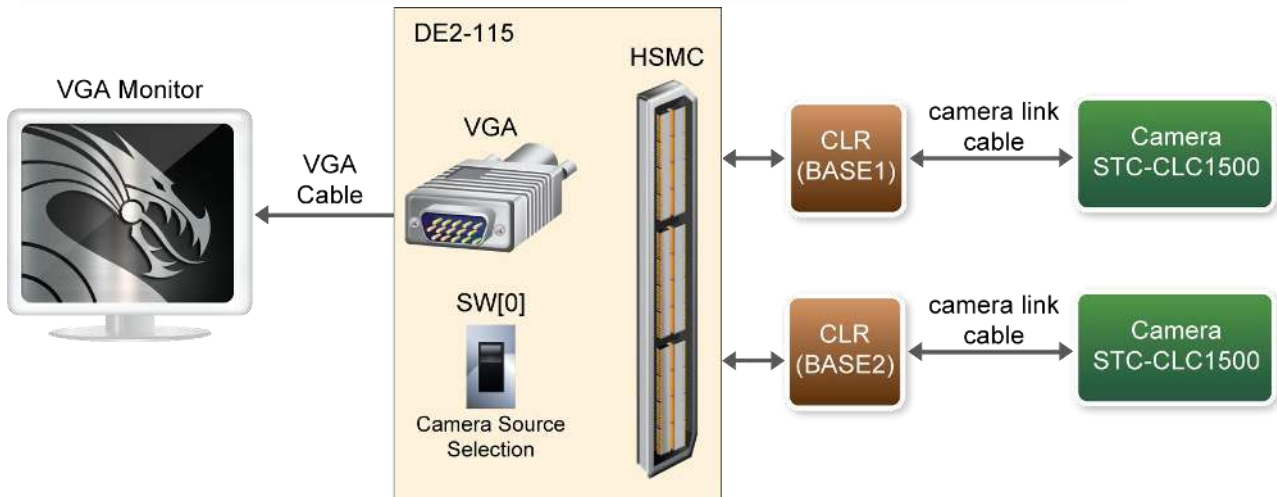 VGA Monitor
VGA
Cable
DE2-115
VGA
SW[0]
Camera Source
Selection
HSMC
CLR
(BASE1)
camera link
cable
Camera
STC-CLC1500
CLR
(BASE2)
camera link
cable
Camera
STC-CLC1500